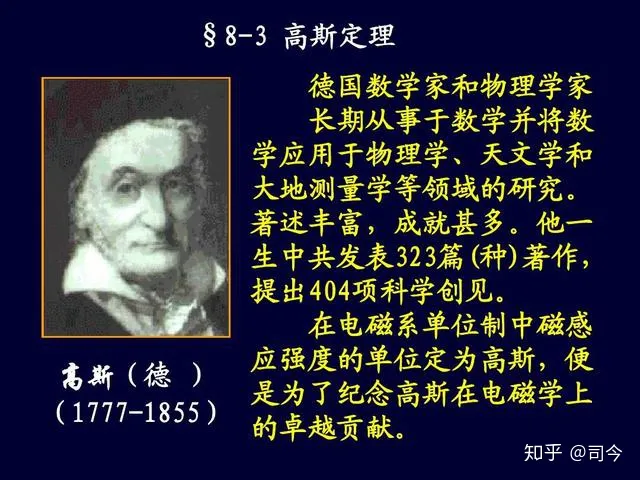 §8-3 高斯定理
德国数学家和物理学家
长期从事于数学并将数
学应用于物理学、天文学和
大地测量学等领域的研究。
著述丰富，成就甚多。他一
生中共发表323篇(种)著作，
提出404项科学创见。
在电磁系单位制中磁感
应强度的单位定为高斯，便
是为了纪念高斯在电磁学上
的卓越贡献。
高斯（德 ）
（1777-1855）
知乎 @司今